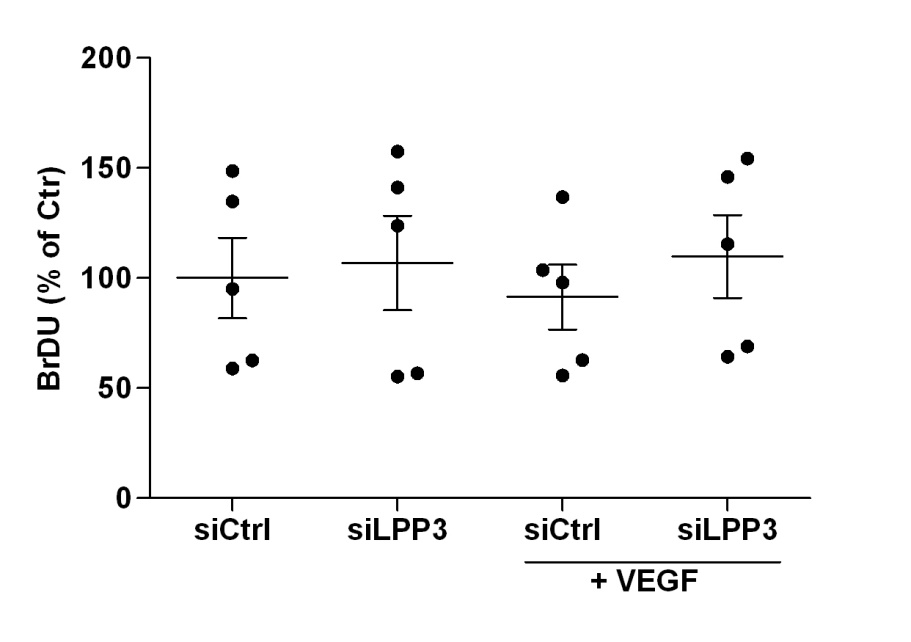 BrDU (% of Ctr)
200
150
100
50
0
siCtrl
siLPP3
siCtrl
siLPP3
+ VEGF